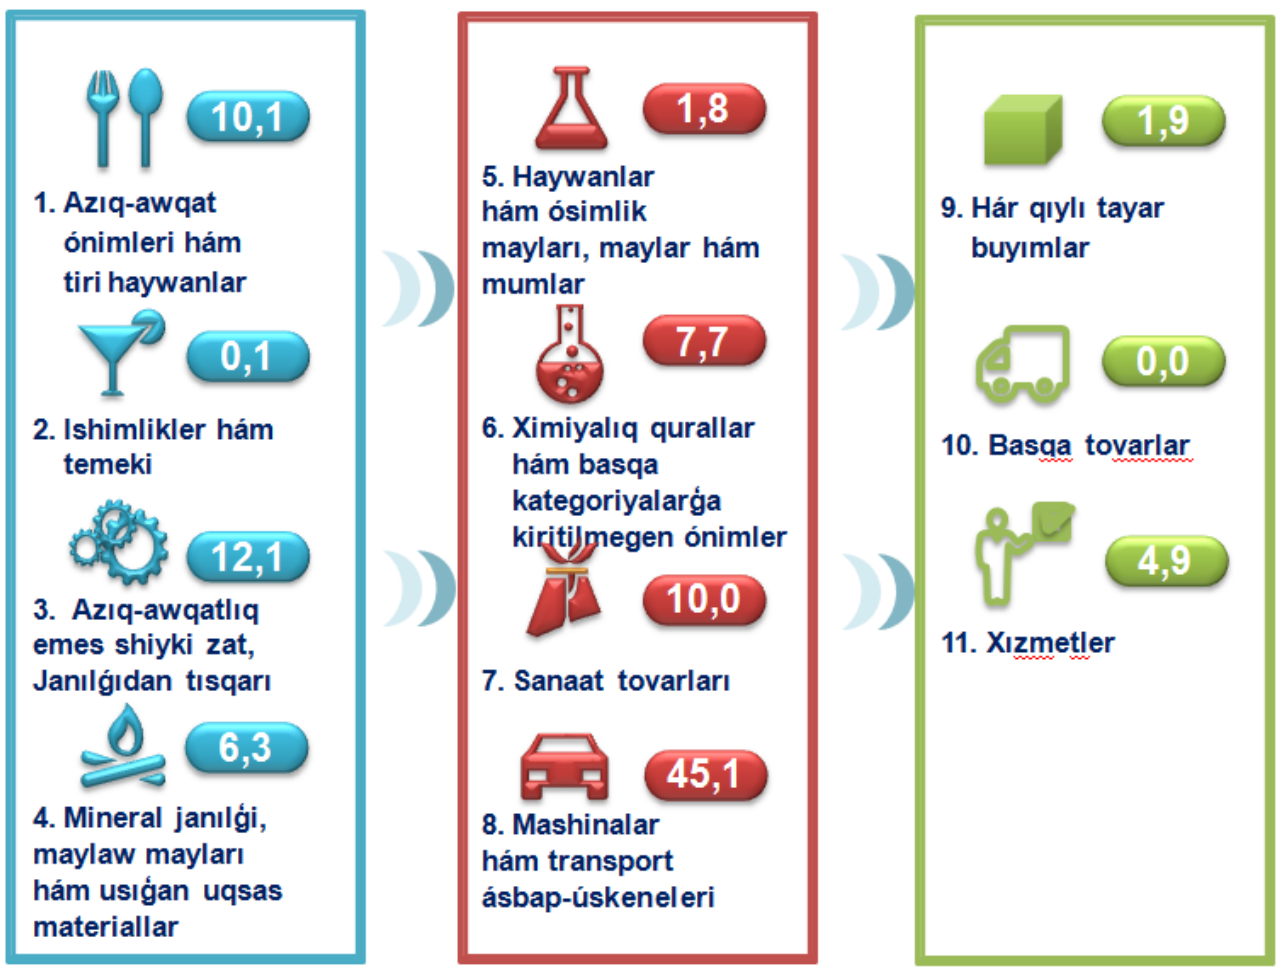 10,1
1. Azıq-awqat
ónimleri hám
tiri haywanlar
0,1
2. Ishimlikler hám
temeki
12,1
3. Azıq-awqatlıq
emes shiyki zat,
Janılǵıdan tısqarı
6,3
4. Mineral janılǵi,
maylaw mayları
hám usıǵan uqsas
materiallar
1,8
5. Haywanlar
hám ósimlik
mayları, maylar hám
mumlar
7,7
6. Ximiyalıq qurallar
hám basqa
kategoriyalarǵa
kiritilmegen ónimler
10,0
7. Sanaat tovarları
45,1
8. Mashinalar
hám transport
ásbap-úskeneleri
1,9
9. Hár qıylı tayar
buyımlar
0,0
10. Basqa tovarlar
4,9
11. Xızmetler